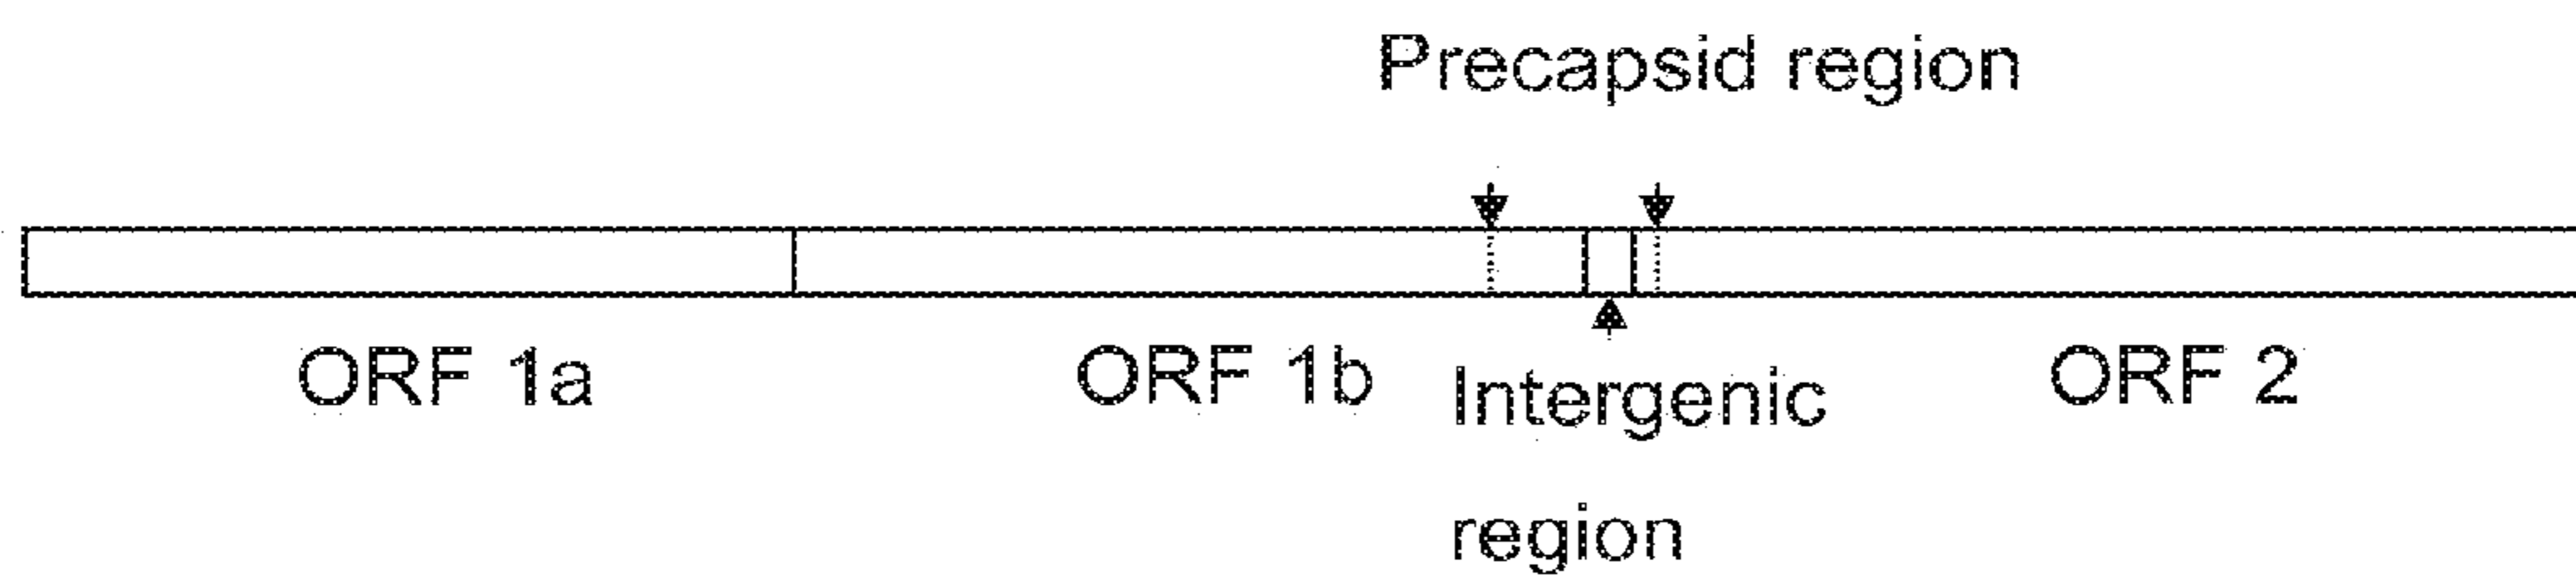 Precapsid region
ORF 1a
ORF 1b
Intergenic
region
ORF 2